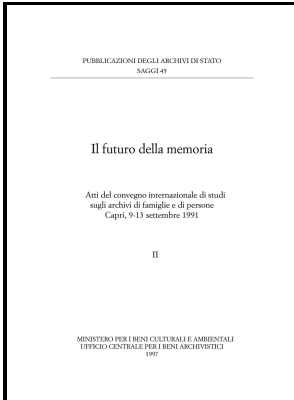 PUBBLICAZIONI DEGLI ARCHIVI DI STATO
SAGGI 45
Il futuro della memoria
Atti del convegno internazionale di studi
sugli archivi di famiglie e di persone
Capri, 9-13 settembre 1991
II
MINISTERO PER I BENI CULTURALI E AMBIENTALI
UFFICIO CENTRALE PER I BENI ARCHIVISTICI
1997